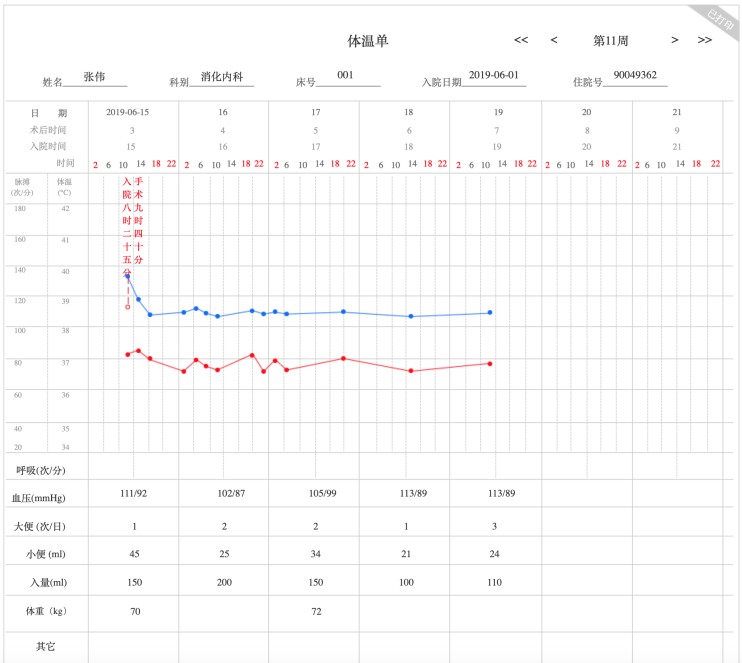 已打印
体温单
<< < 第11周 > >>
姓名 张伟 科别 消化内科 床号 001 入院日期 2019-06-01 住院号 90049362
日 期 2019-06-15 16 17 18 19 20 21
术后时间 3 4 5 6 7 8 9
入院时间 15 16 17 18 19 20 21
时间 2 6 10 14 18 22 2 6 10 14 18 22 2 6 10 14 18 22 2 6 10 14 18 22 2 6 10 14 18 22 2 6 10 14 18 22 2 6 10 14 18 22
脉搏 体温
(次/分) (°C)
入院八时二十五分
手术九时四十分
180 42
160 41
140 40
120 39
100 38
80 37
60 36
40 35
20 34
呼吸(次/分)
血压(mmHg) 111/92 102/87 105/99 113/89 113/89
大便 (次/日) 1 2 2 1 3
小便 (ml) 45 25 34 21 24
入量(ml) 150 200 150 100 110
体重（kg） 70 72
其它